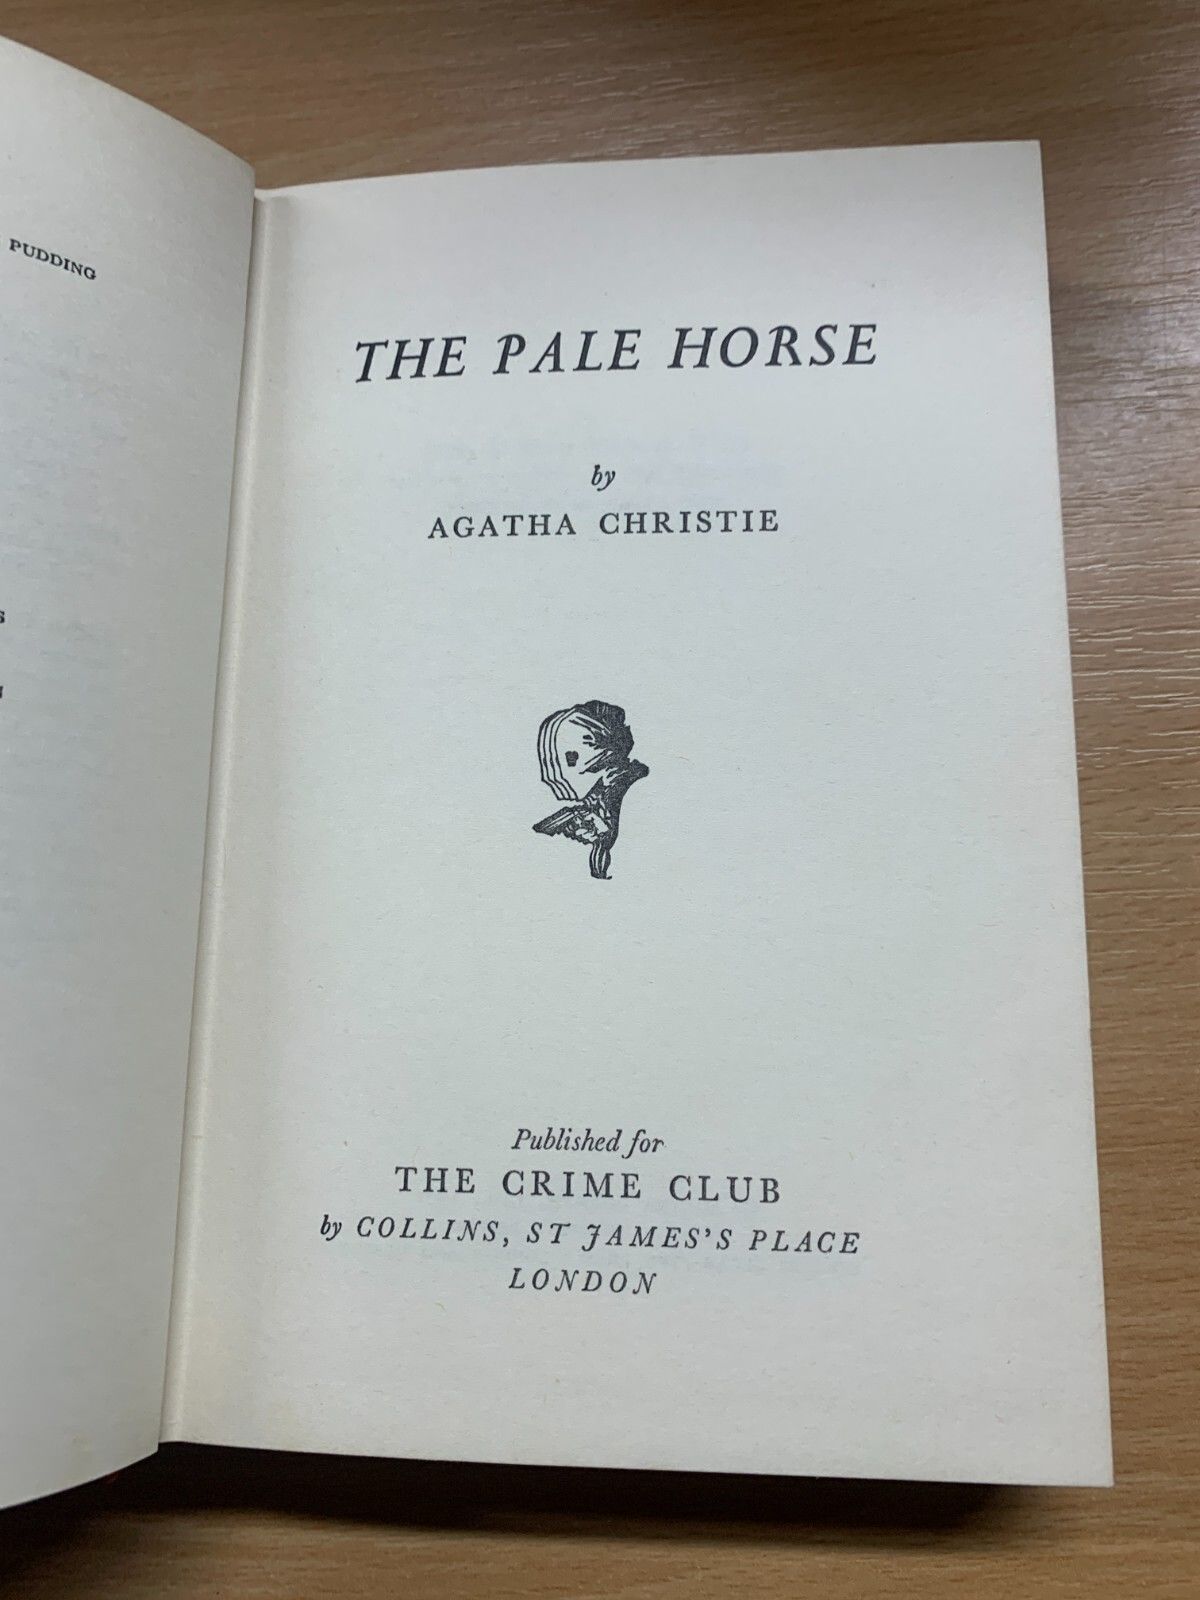 PUDDING
THE PALE HORSE
by
AGATHA CHRISTIE
Published for
THE CRIME CLUB
by COLLINS, ST JAMES'S PLACE
LONDON